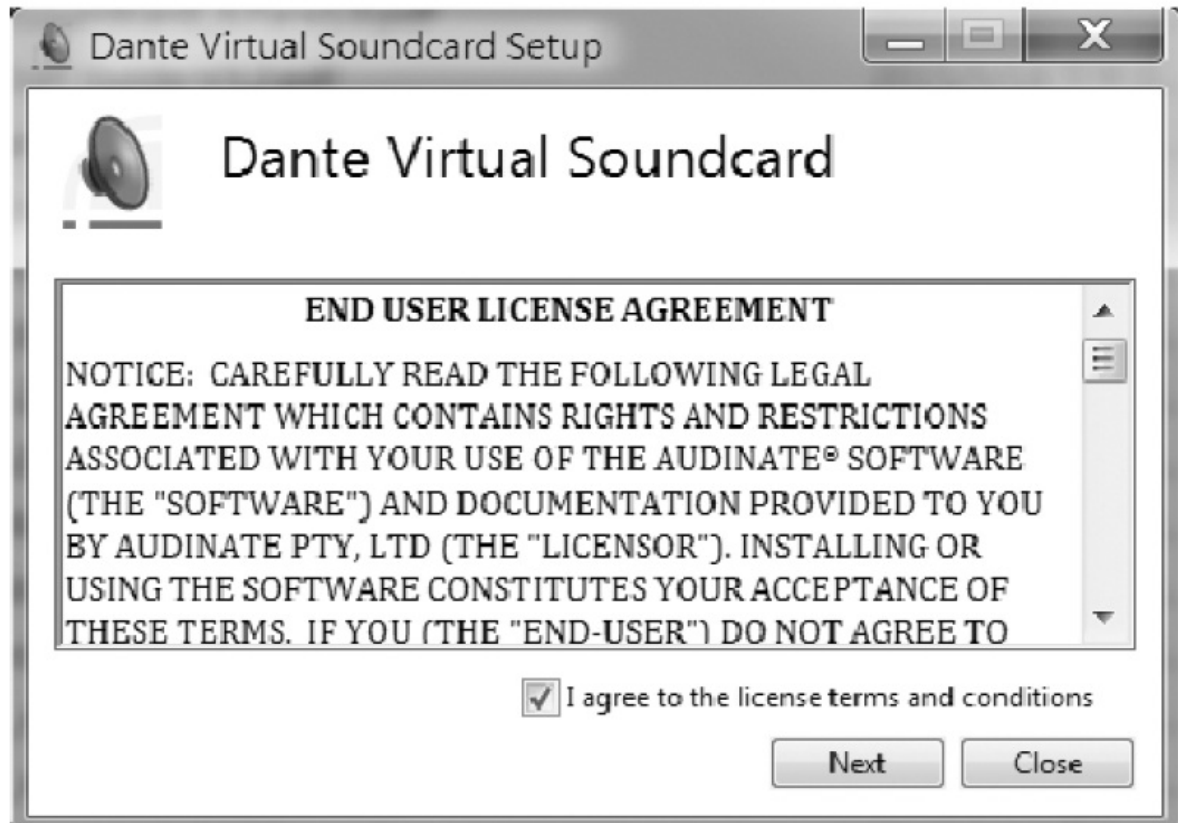 Dante Virtual Soundcard Setup
Dante Virtual Soundcard
END USER LICENSE AGREEMENT
NOTICE: CAREFULLY READ THE FOLLOWING LEGAL
AGREEMENT WHICH CONTAINS RIGHTS AND RESTRICTIONS
ASSOCIATED WITH YOUR USE OF THE AUDINATE® SOFTWARE
(THE "SOFTWARE") AND DOCUMENTATION PROVIDED TO YOU
BY AUDINATE PTY, LTD (THE "LICENSOR"). INSTALLING OR
USING THE SOFTWARE CONSTITUTES YOUR ACCEPTANCE OF
THESE TERMS. IF YOU (THE "END-USER") DO NOT AGREE TO
I agree to the license terms and conditions
Next Close